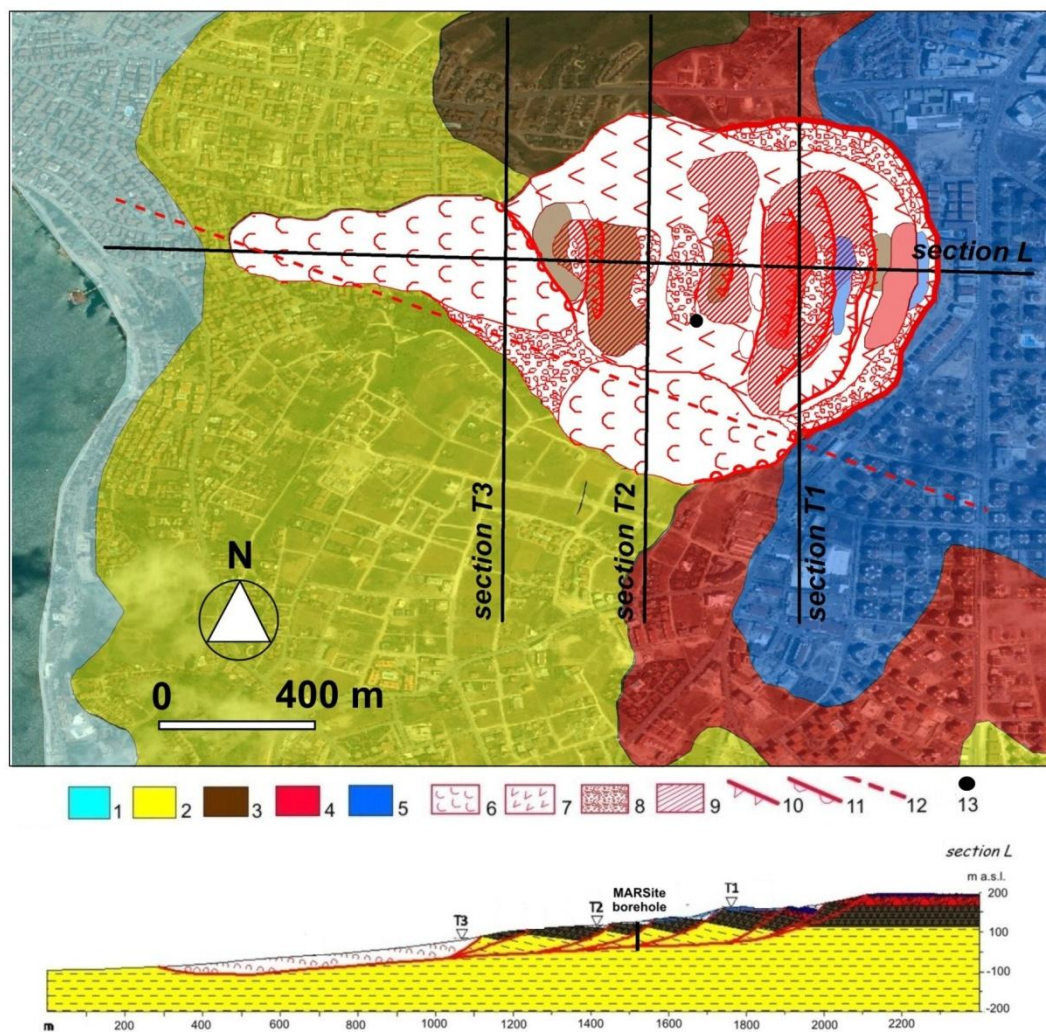 section L
section T3
section T2
section T1
N
0 400 m
1 2 3 4 5 6 7 8 9 10 11 12 13
section L
m a.s.l.
MARSite
borehole
T3 T2 T1
200
100
-100
-200
m 200 400 600 800 1000 1200 1400 1600 1800 2000 2200